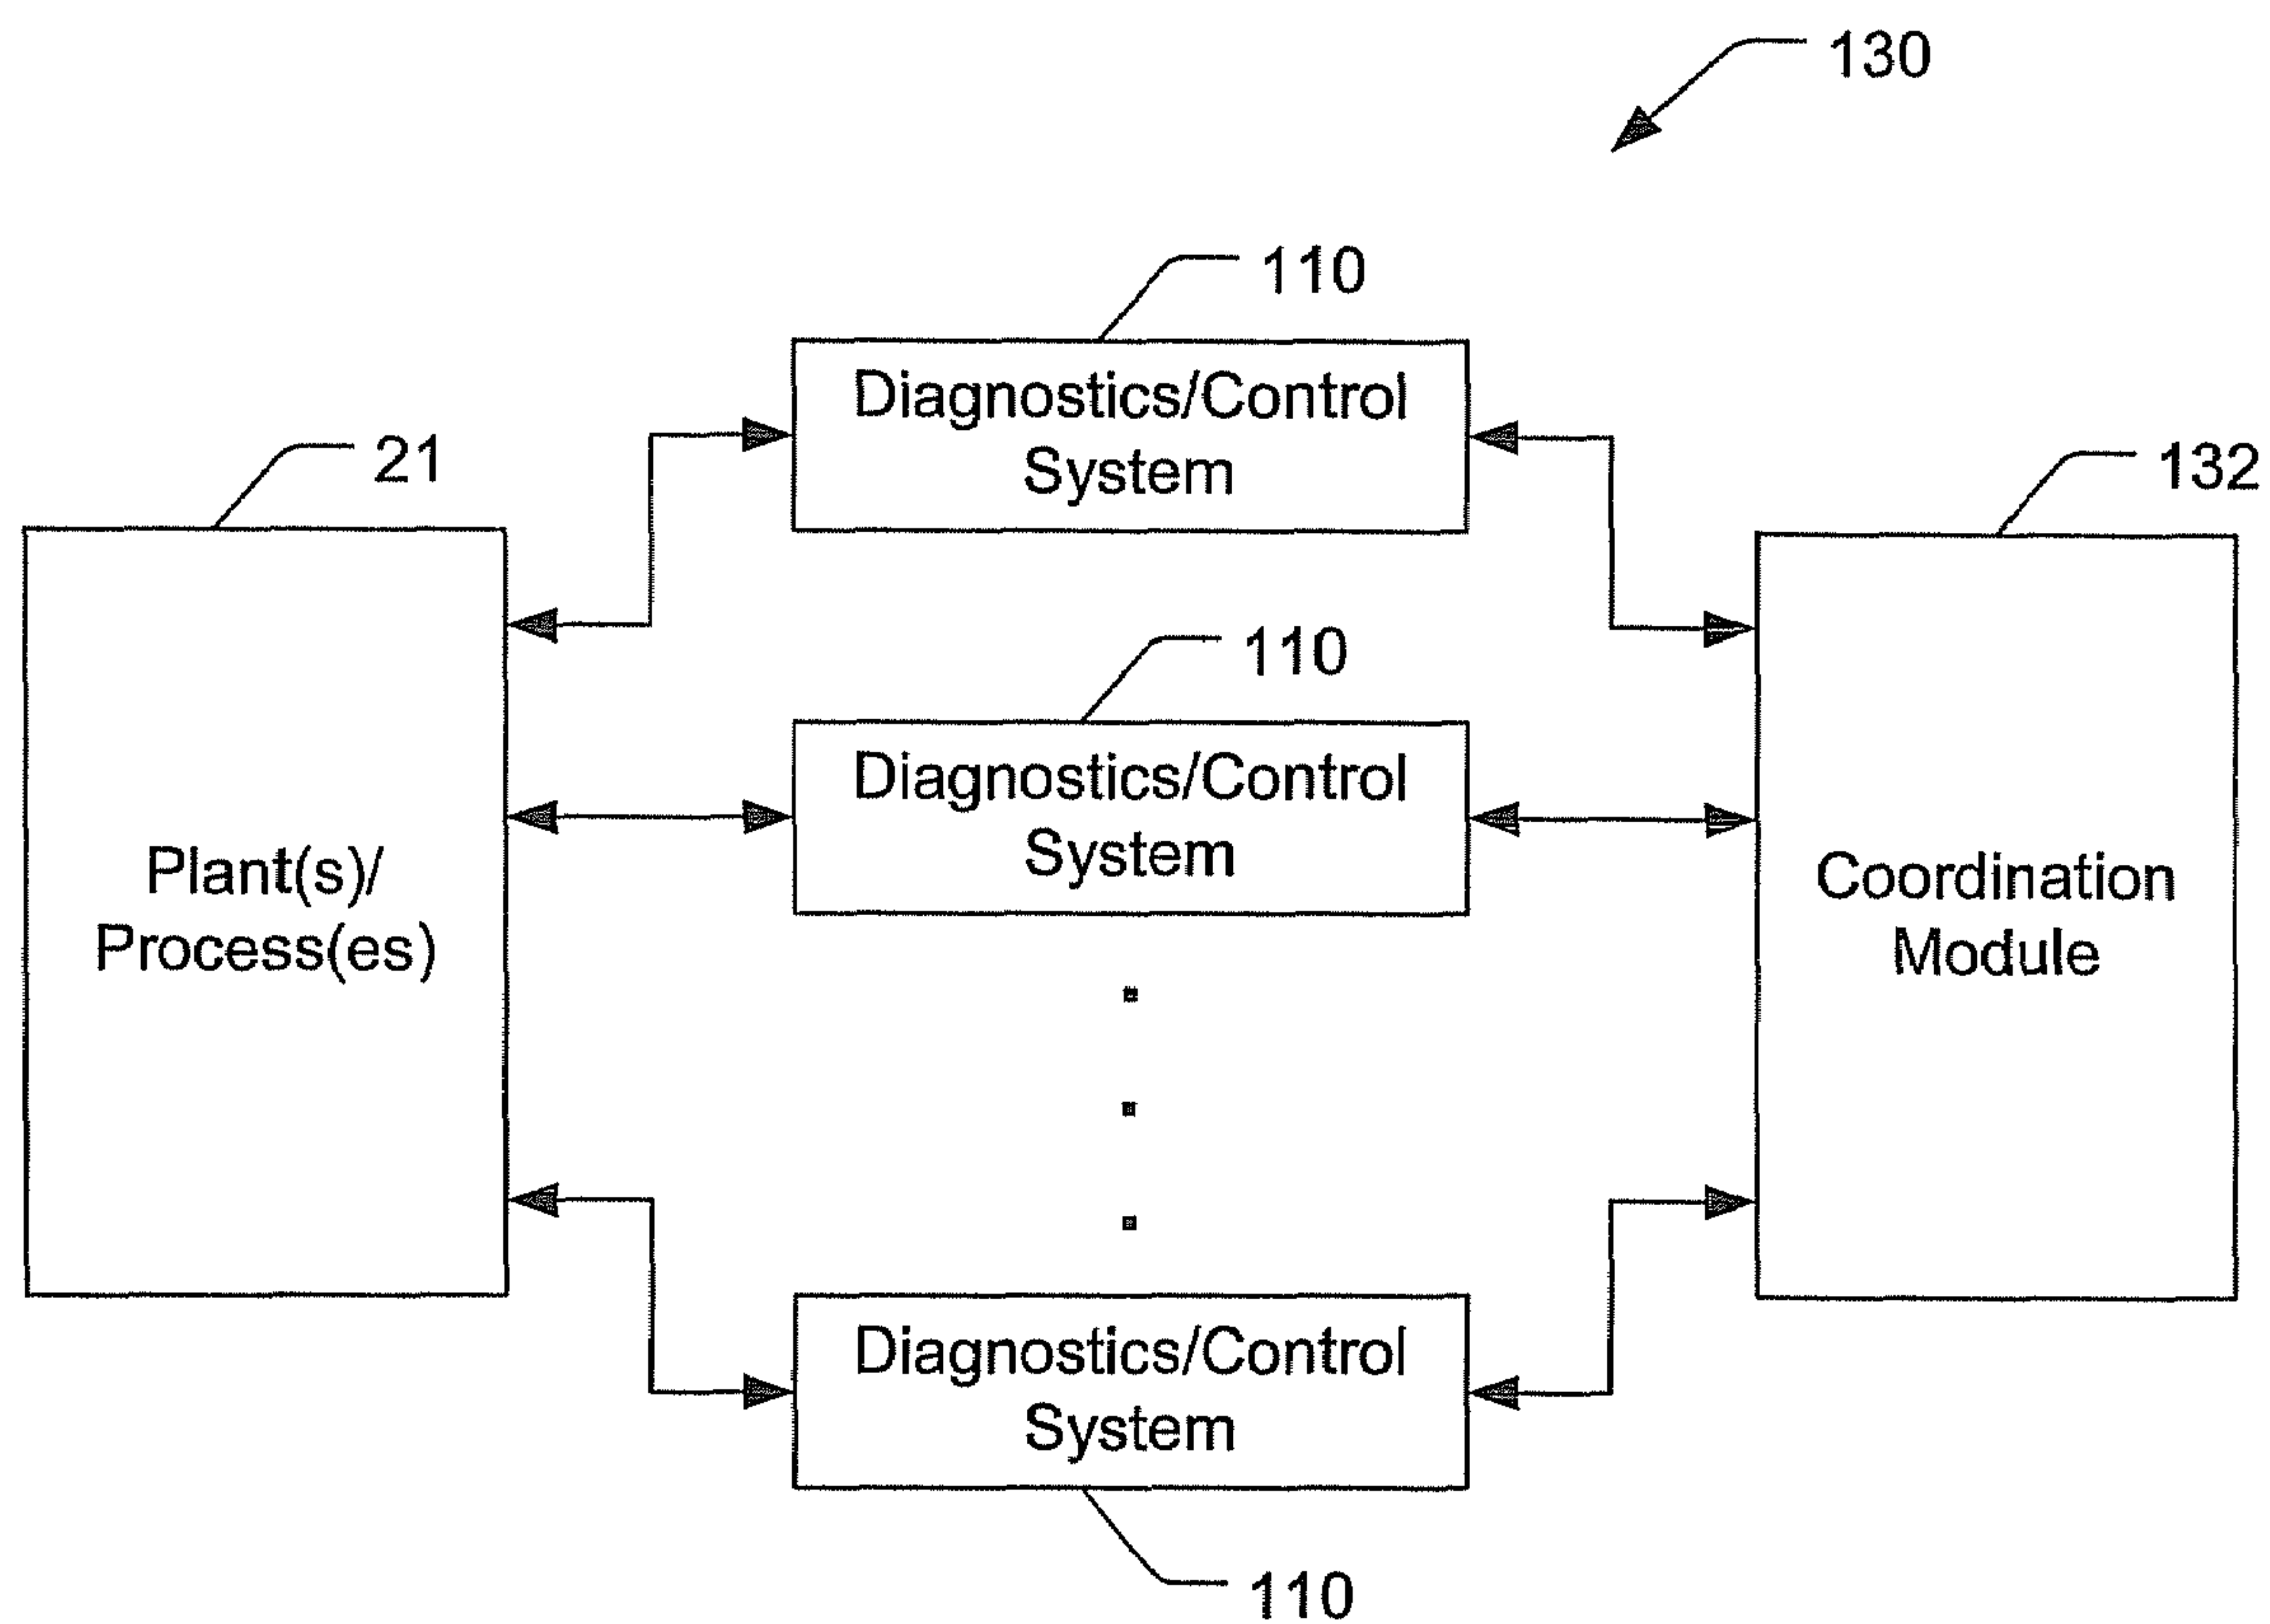 130
110
Diagnostics/Control
System
21
132
110
Diagnostics/Control
System
Plant(s)/
Process(es)
Coordination
Module
Diagnostics/Control
System
110